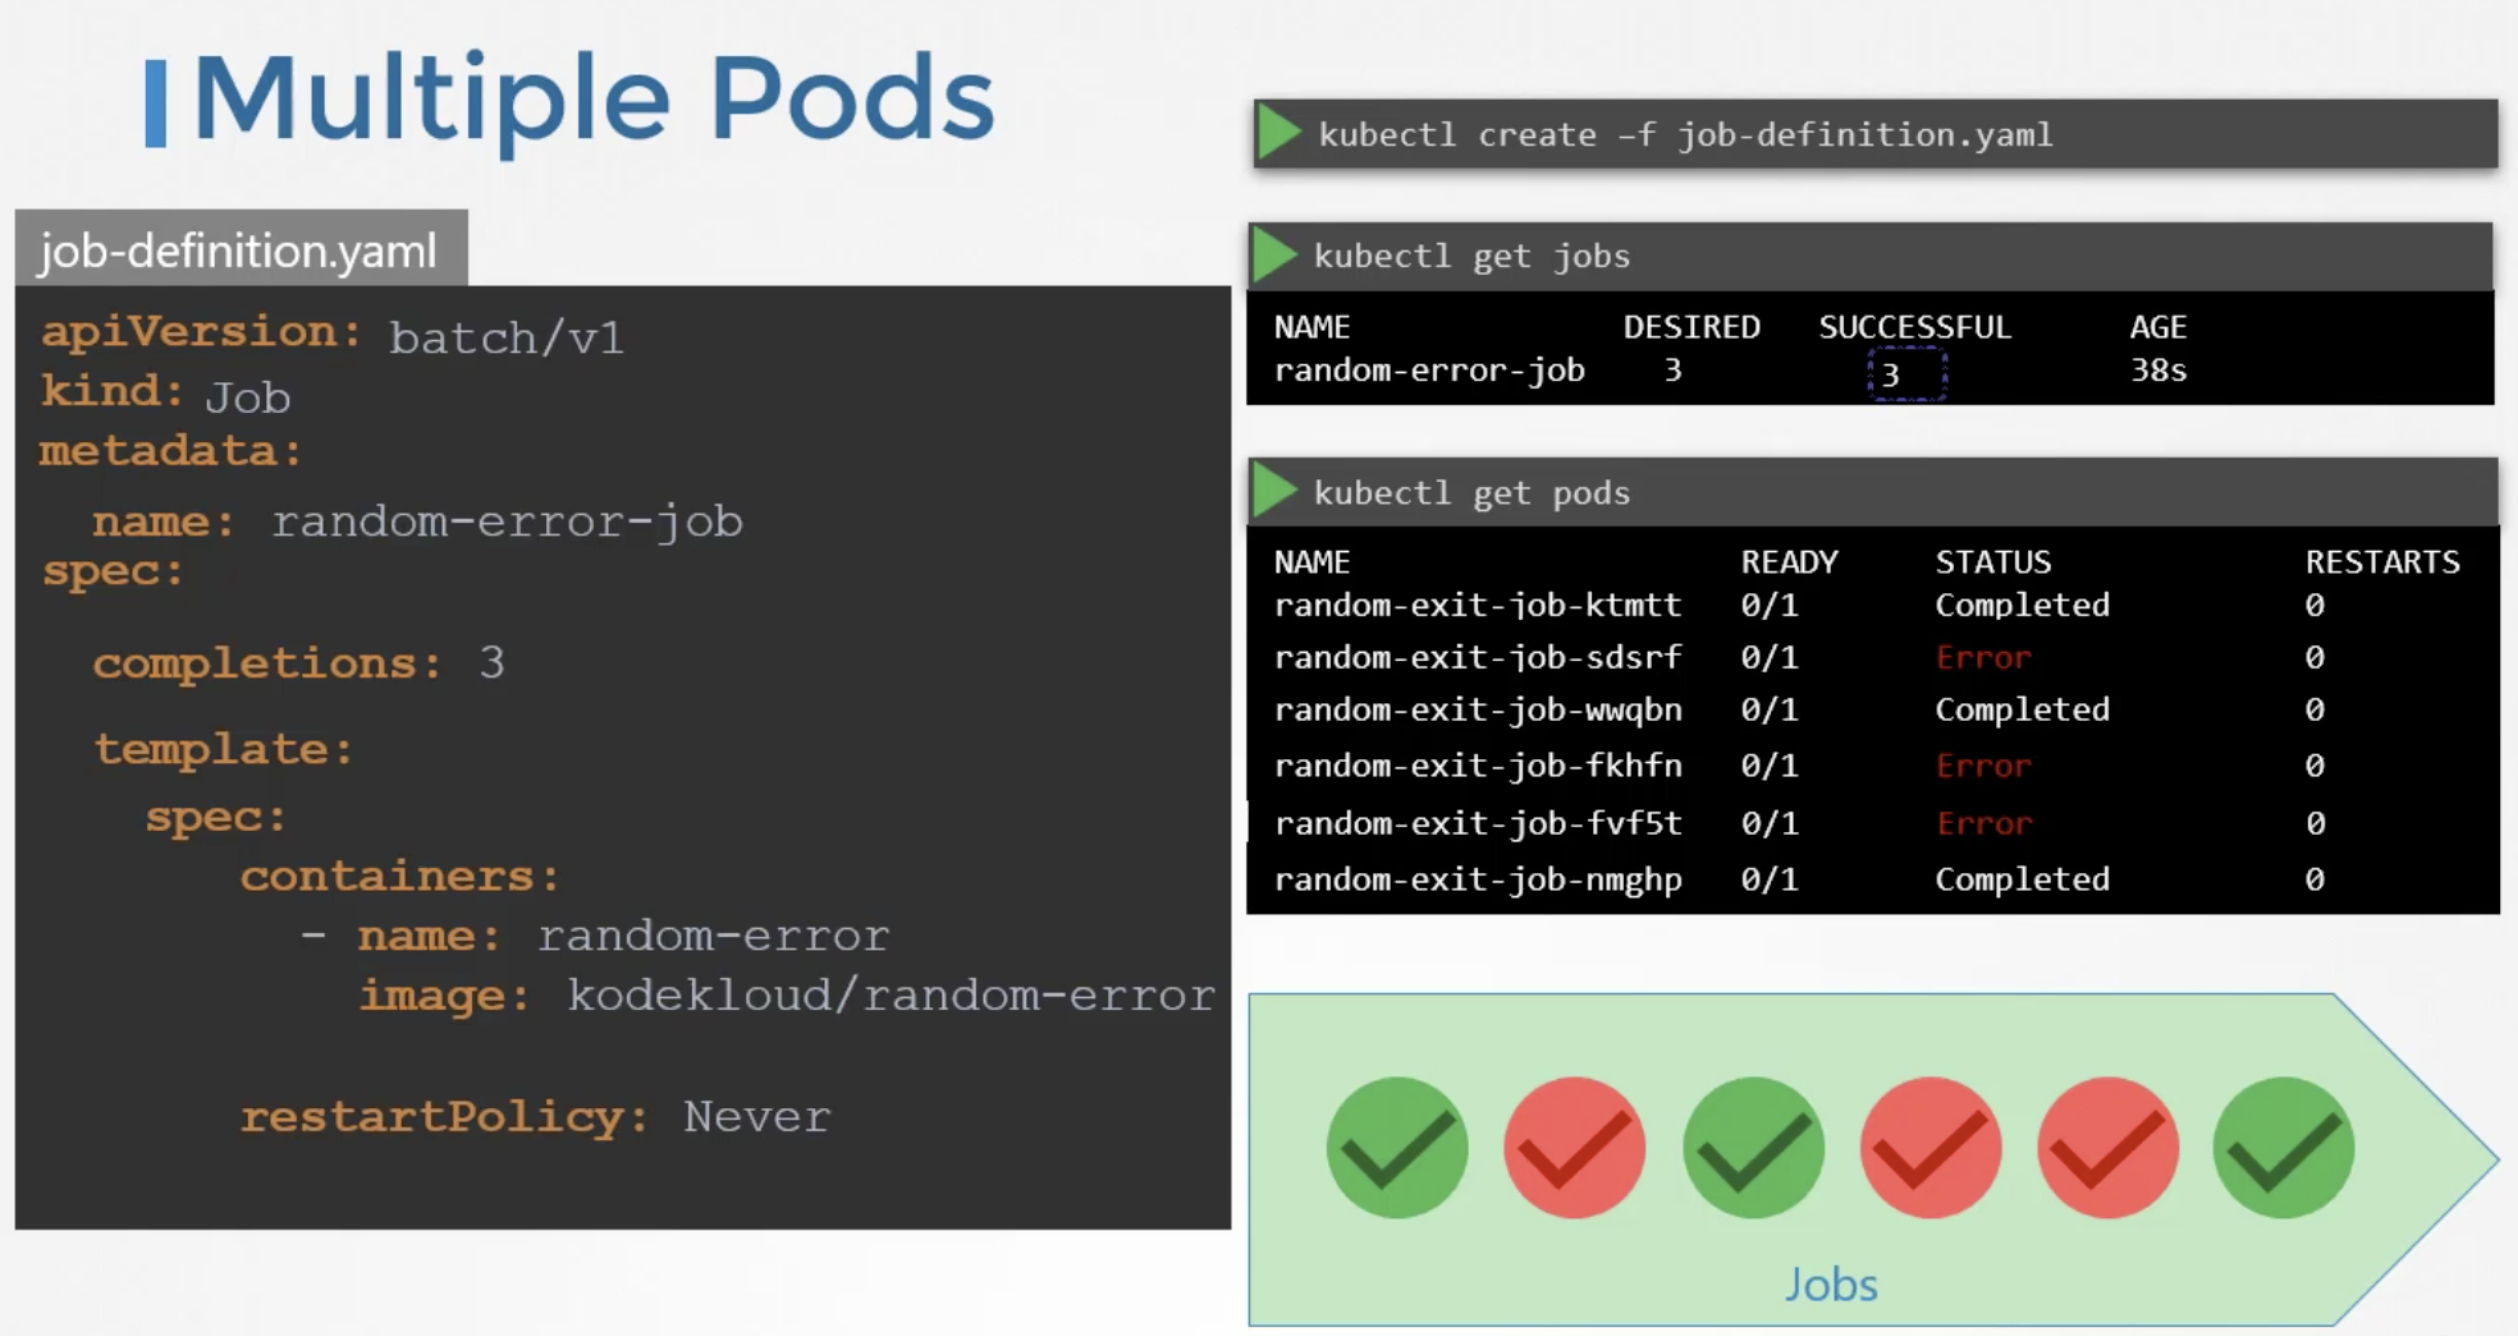 Multiple Pods
job-definition.yaml
apiVersion: batch/v1
kind: Job
metadata:
name: random-error-job
spec:
completions: 3
template:
spec:
containers:
- name: random-error
image: kodekloud/random-error
restartPolicy: Never
kubectl create –f job-definition.yaml
kubectl get jobs
NAME DESIRED SUCCESSFUL AGE
random-error-job 3 3 38s
kubectl get pods
NAME READY STATUS RESTARTS
random-exit-job-ktmtt 0/1 Completed 0
random-exit-job-sdsrf 0/1 Error 0
random-exit-job-wwqbn 0/1 Completed 0
random-exit-job-fkhfn 0/1 Error 0
random-exit-job-fvf5t 0/1 Error 0
random-exit-job-nmghp 0/1 Completed 0
Jobs